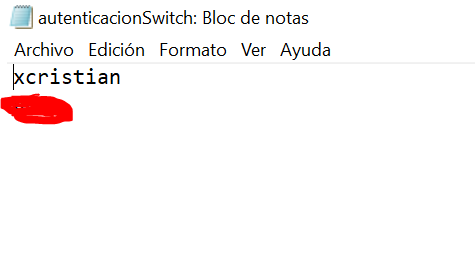 autenticacionSwitch: Bloc de notas
Archivo Edición Formato Ver Ayuda
xcristian